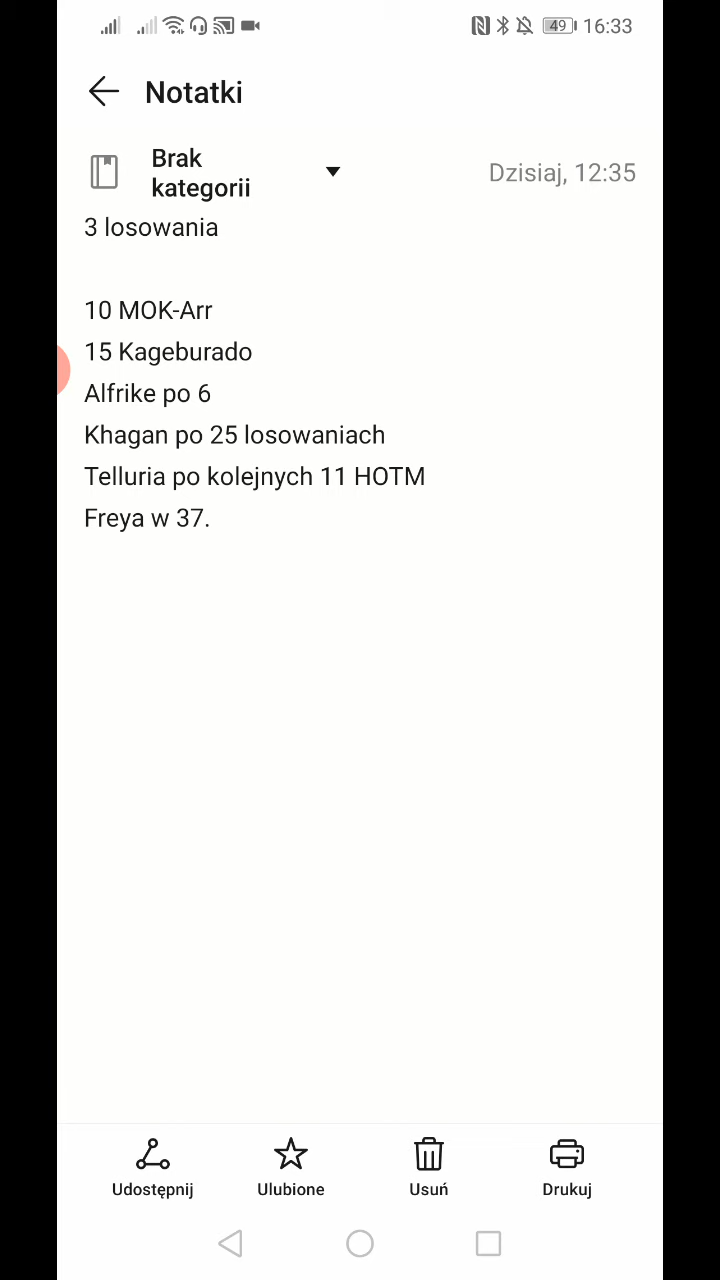 49 16:33
Notatki
Brak
kategorii
Dzisiaj, 12:35
3 losowania
10 MOK-Arr
15 Kageburado
Alfrike po 6
Khagan po 25 losowaniach
Telluria po kolejnych 11 HOTM
Freya w 37.
Udostępnij Ulubione Usuń Drukuj